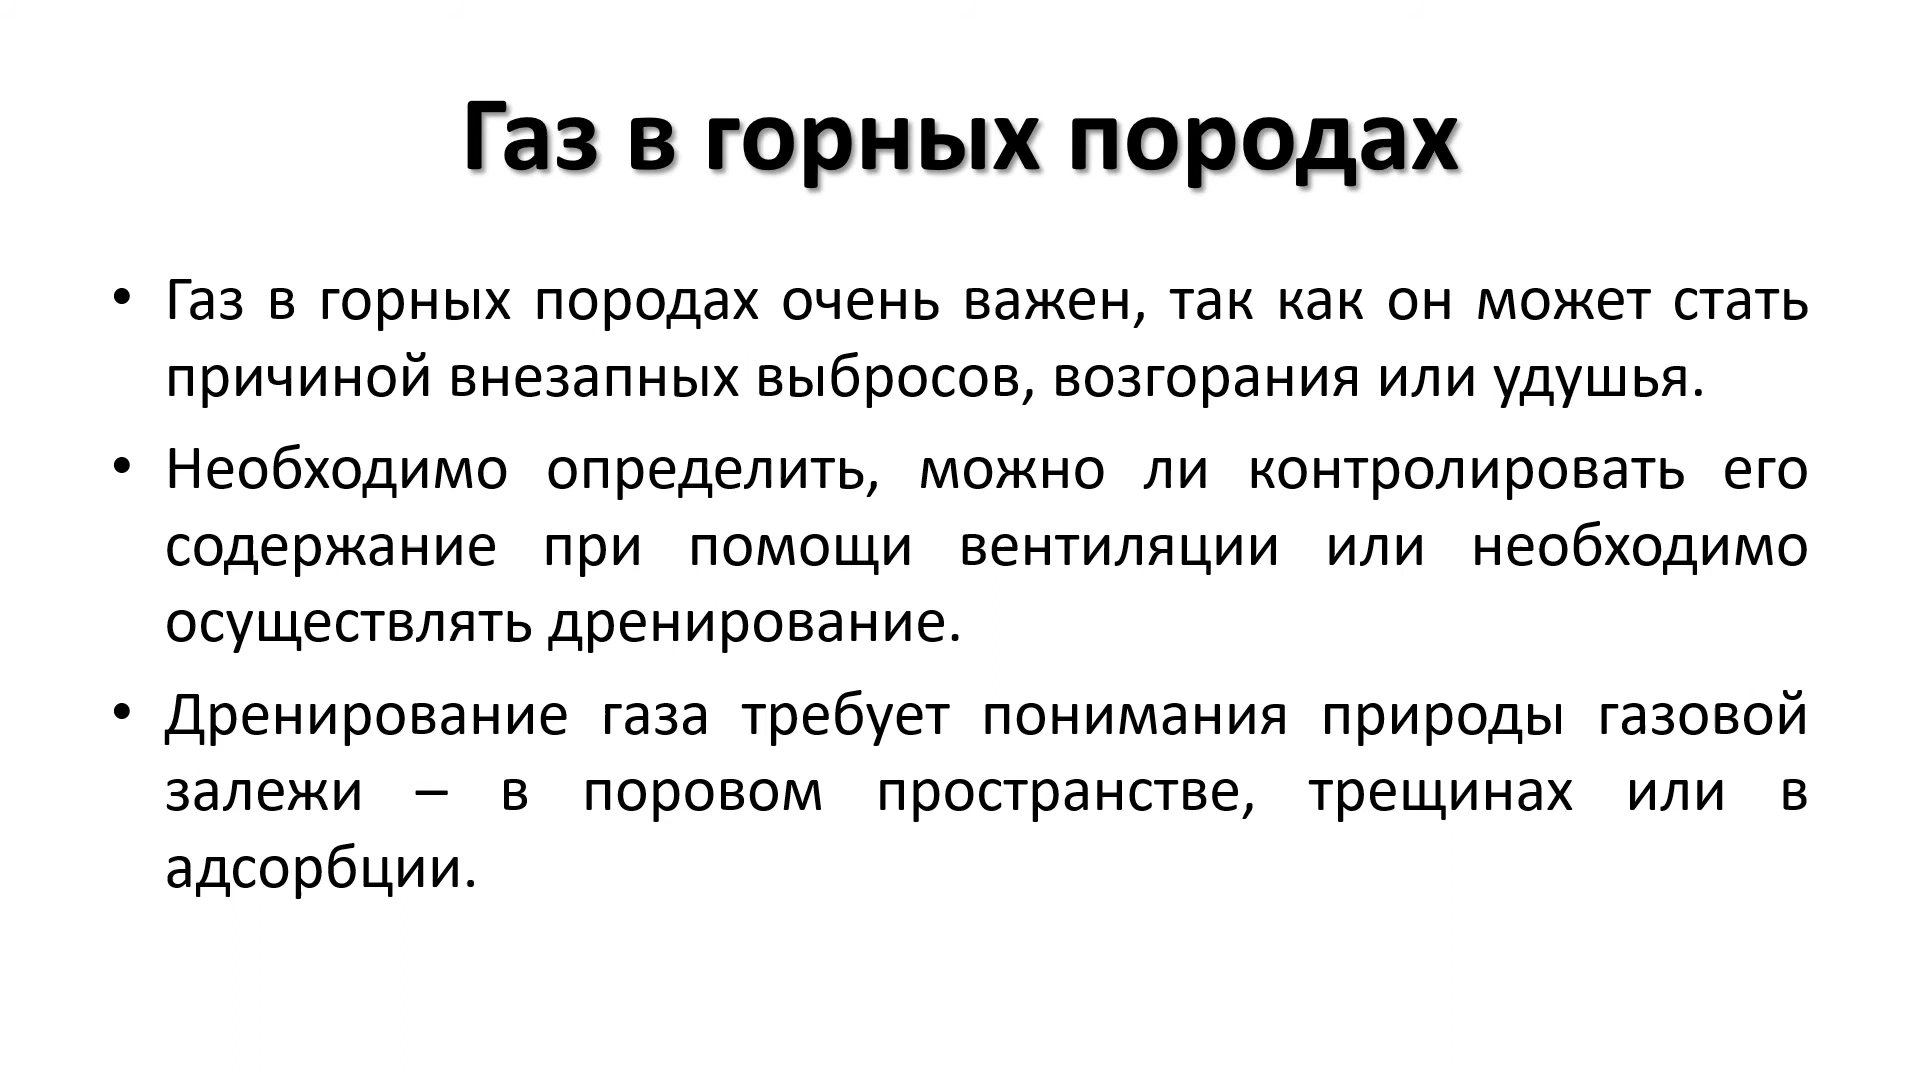 Газ в горных породах
• Газ в горных породах очень важен, так как он может стать
причиной внезапных выбросов, возгорания или удушья.
• Необходимо определить, можно ли контролировать его
содержание при помощи вентиляции или необходимо
осуществлять дренирование.
• Дренирование газа требует понимания природы газовой
залежи – в поровом пространстве, трещинах или в
адсорбции.